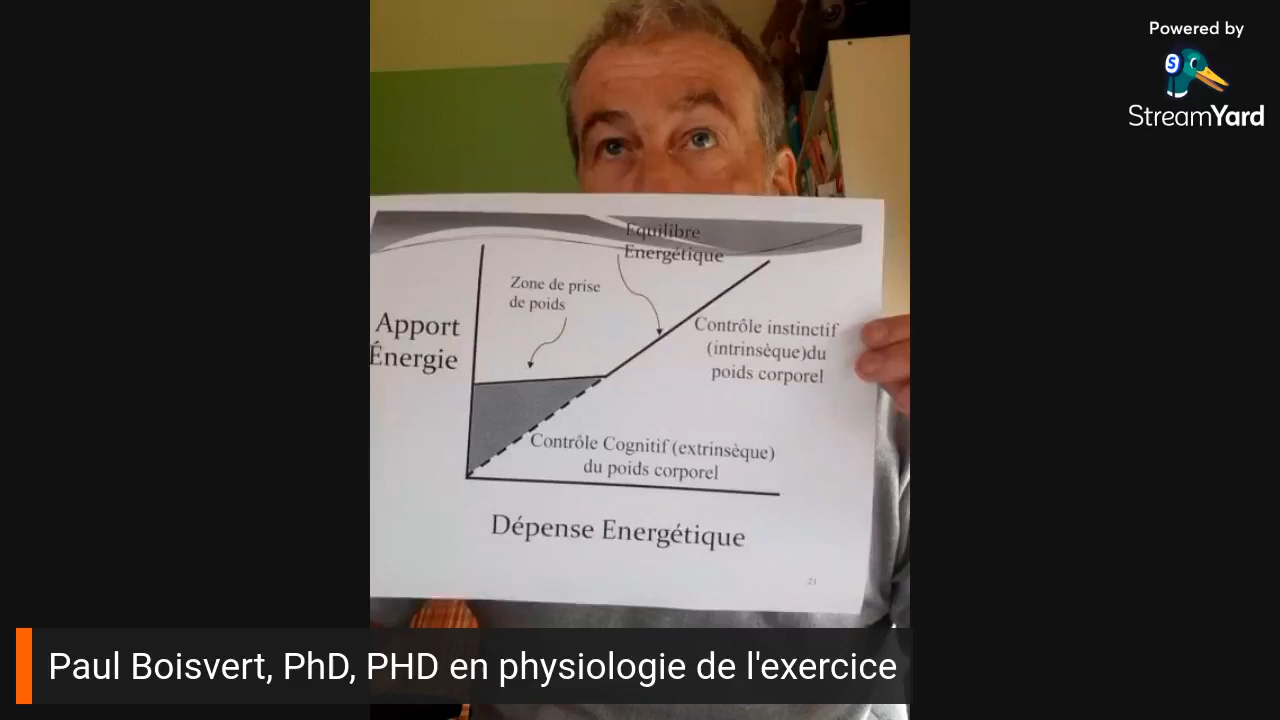 Powered by
StreamYard
Equilibre
Energétique
Zone de prise
de poids
Apport
Énergie
Contrôle instinctif
(intrinsèque)du
poids corporel
Contrôle Cognitif (extrinsèque)
du poids corporel
Dépense Energétique
21
Paul Boisvert, PhD, PHD en physiologie de l'exercice